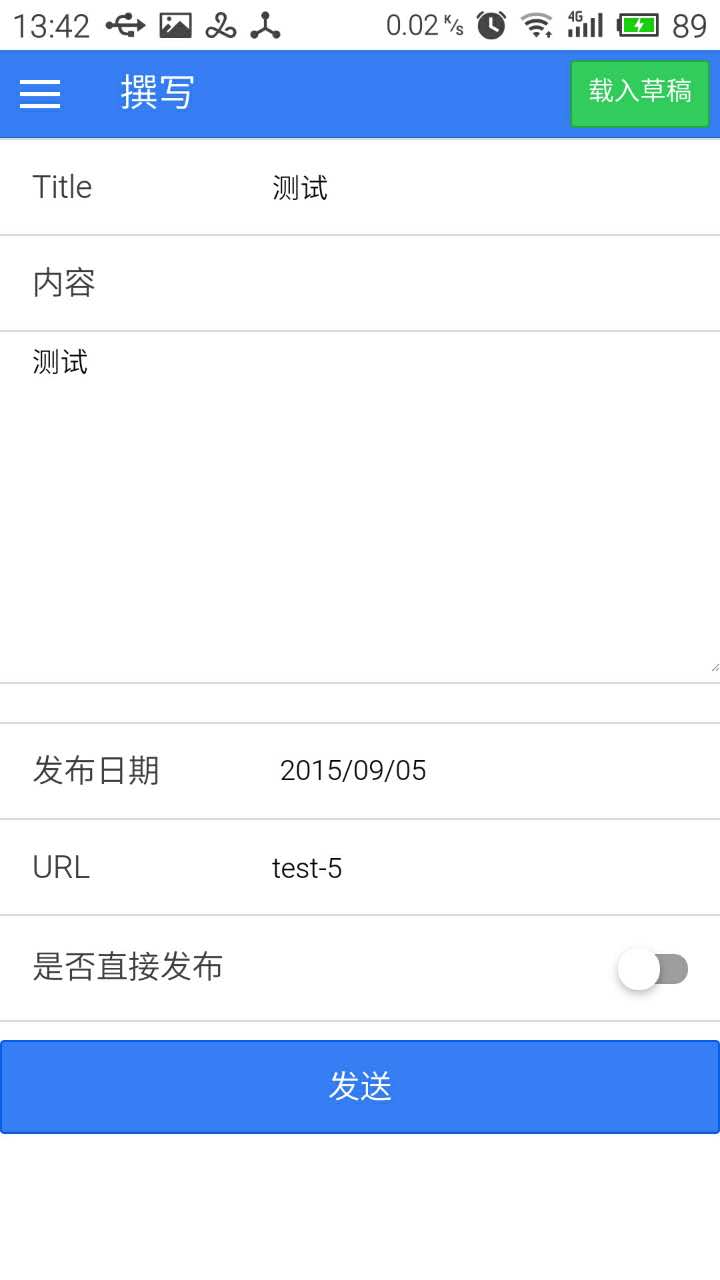 13:42 0.02 K/s 4G 89
撰写 载入草稿
Title 测试
内容
测试
发布日期 2015/09/05
URL test-5
是否直接发布
发送